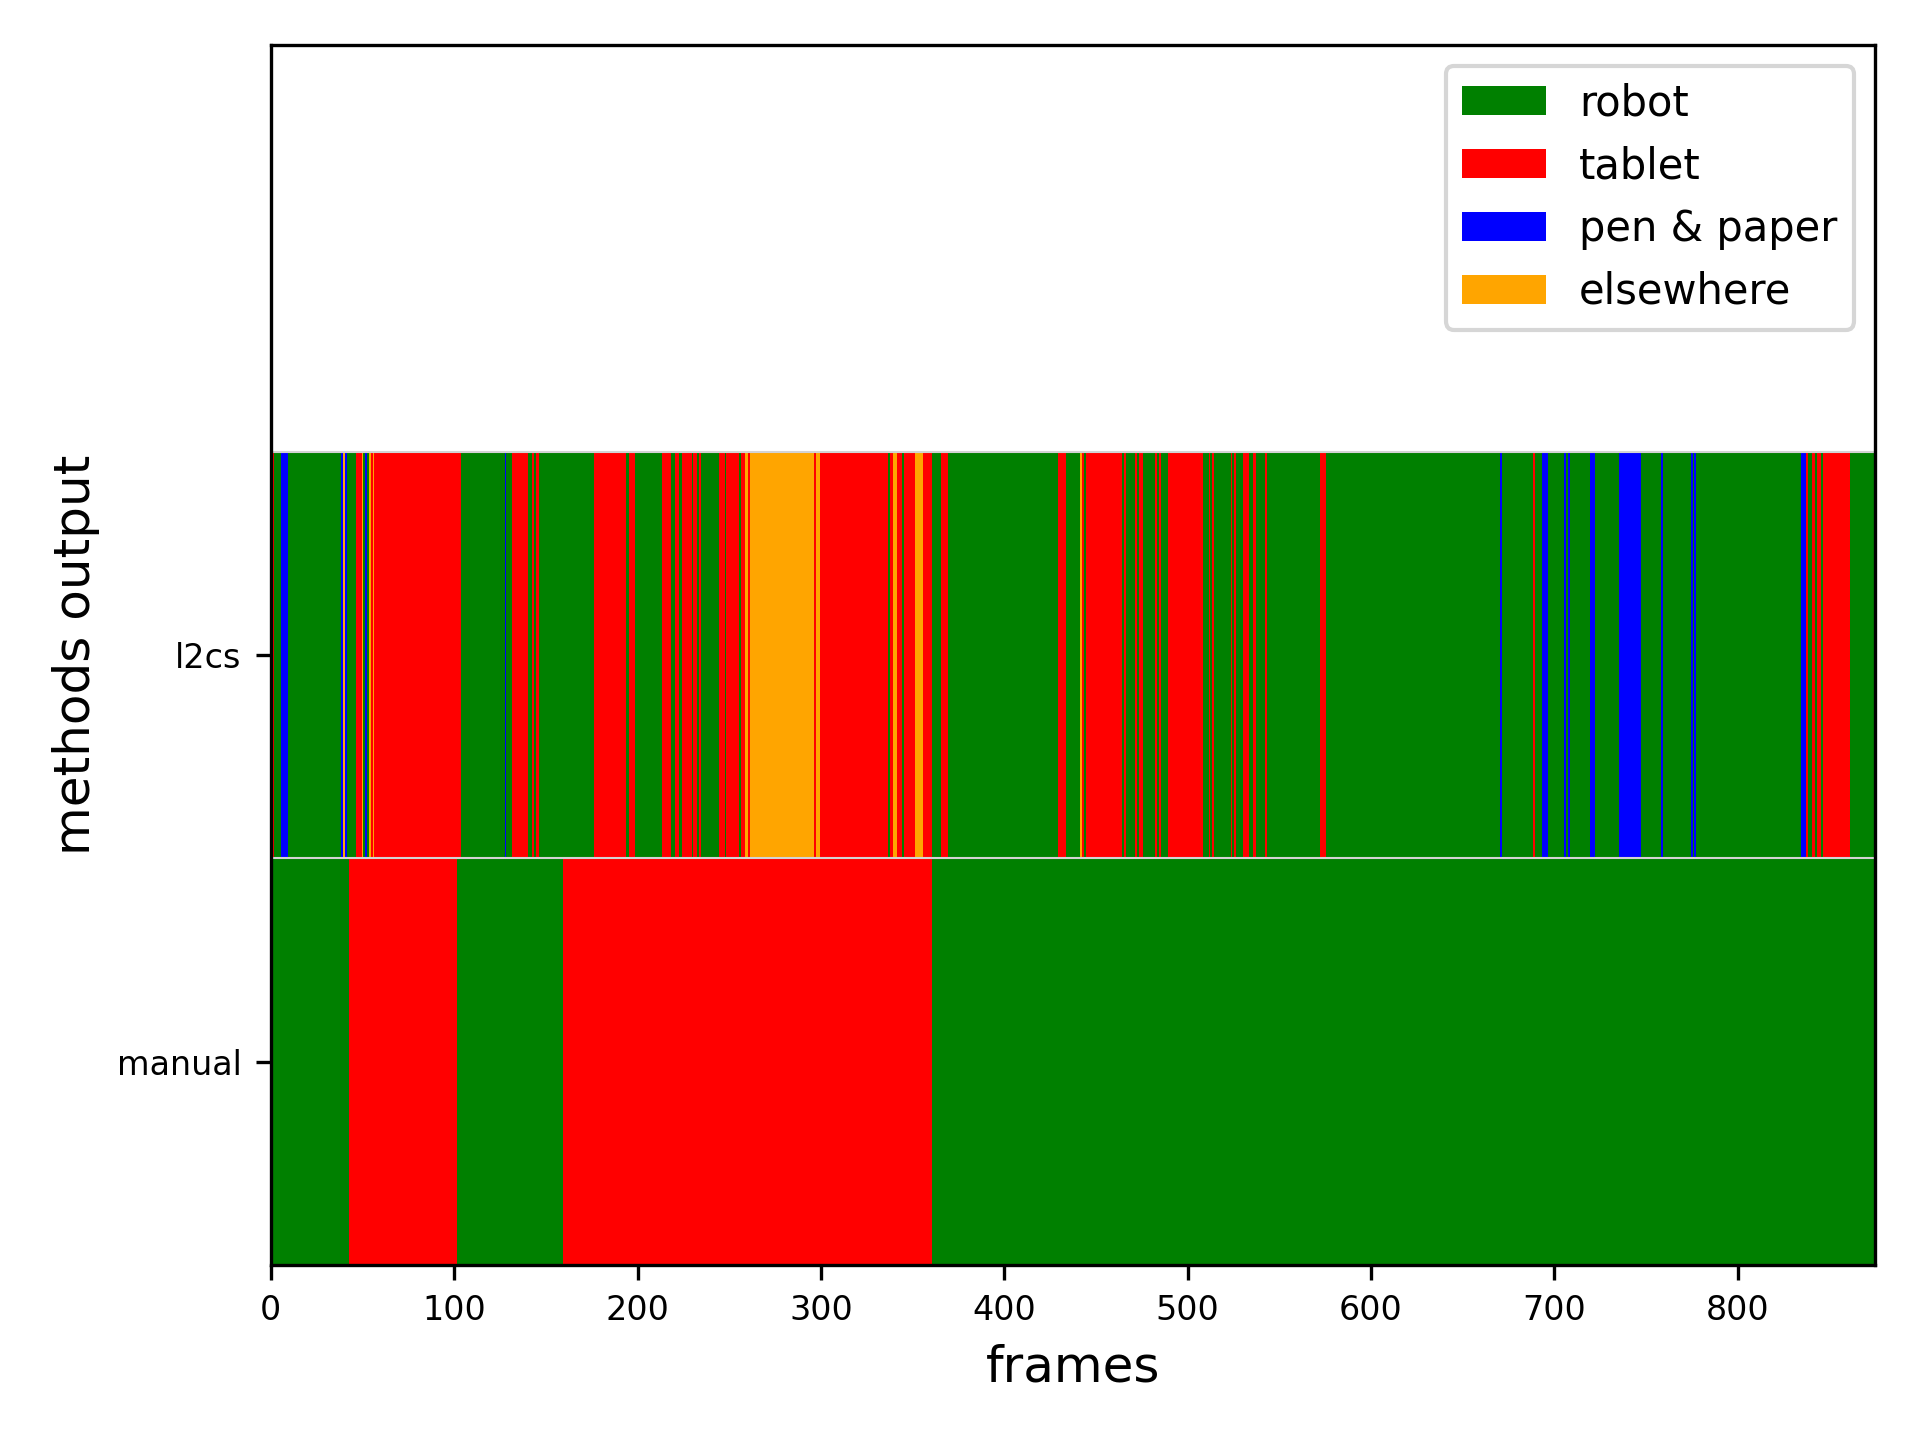 robot
tablet
pen & paper
elsewhere
methods output
l2cs
manual
0 100 200 300 400 500 600 700 800
frames